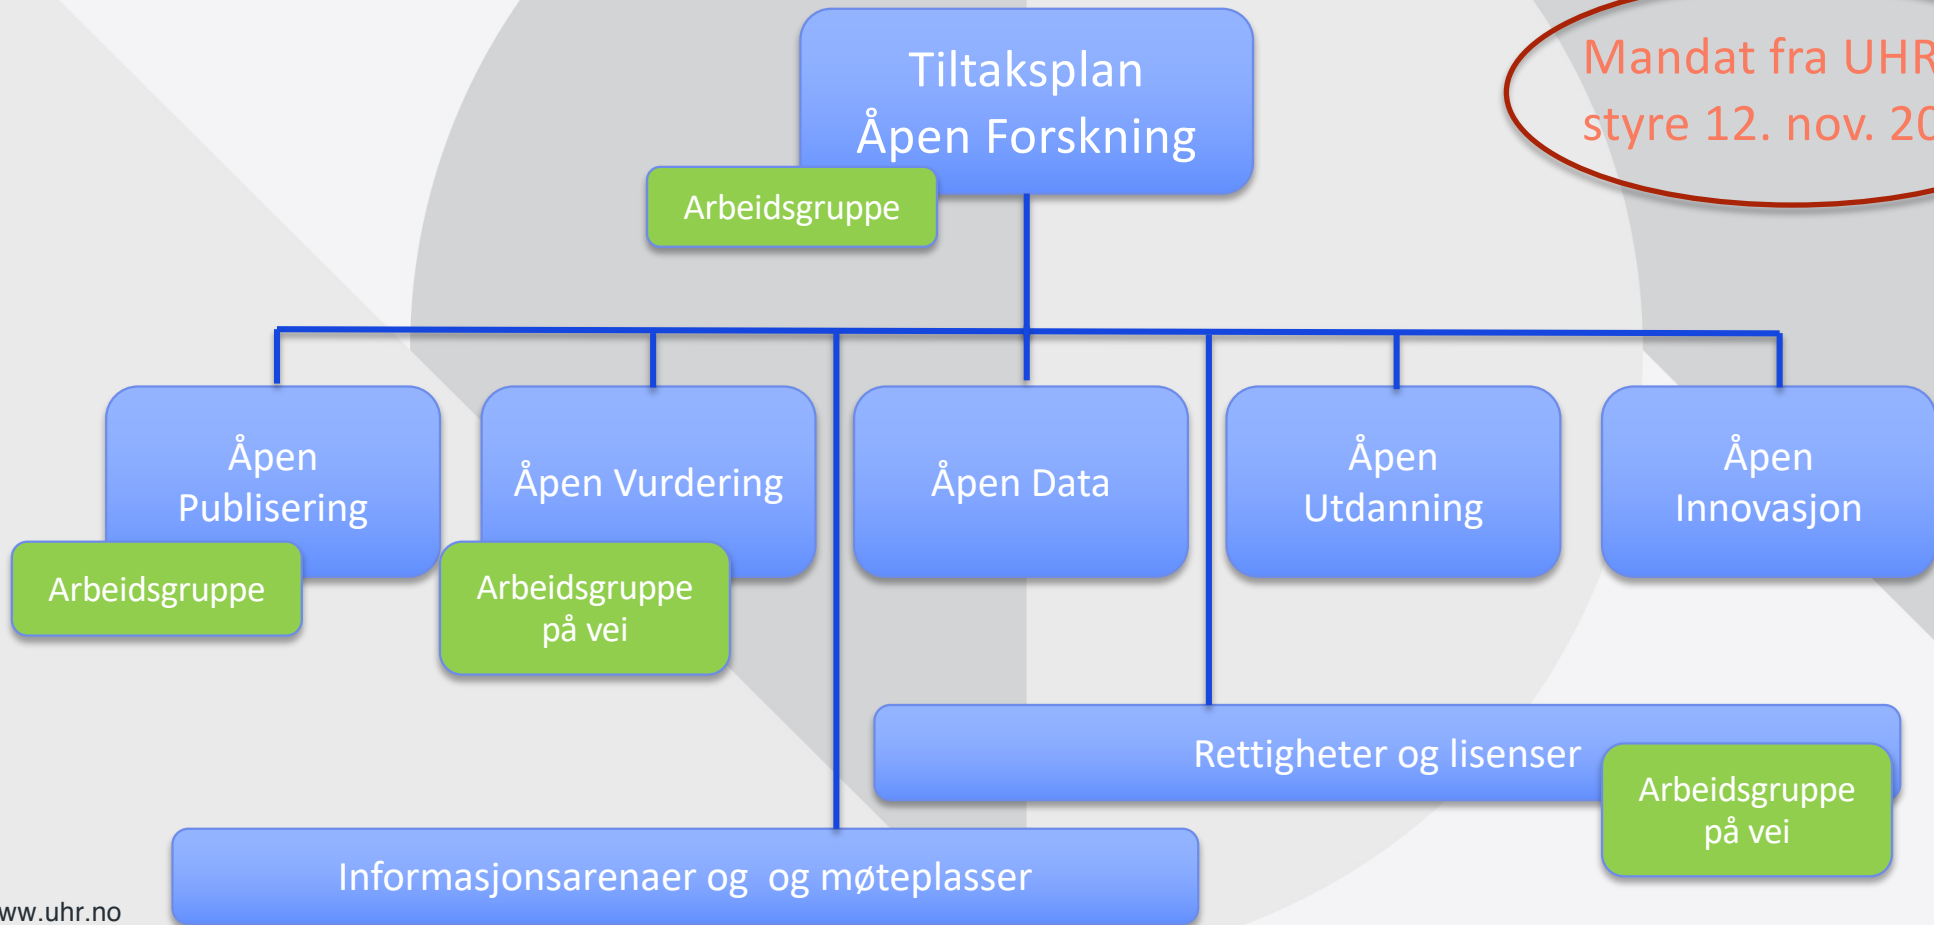 Tiltaksplan
Åpen Forskning
Mandat fra UHR
styre 12. nov. 20
Arbeidsgruppe
Åpen
Publisering
Arbeidsgruppe
Åpen Vurdering
Arbeidsgruppe
på vei
Åpen Data
Åpen
Utdanning
Åpen
Innovasjon
Rettigheter og lisenser
Arbeidsgruppe
på vei
Informasjonsarenaer og  og møteplasser
ww.uhr.no